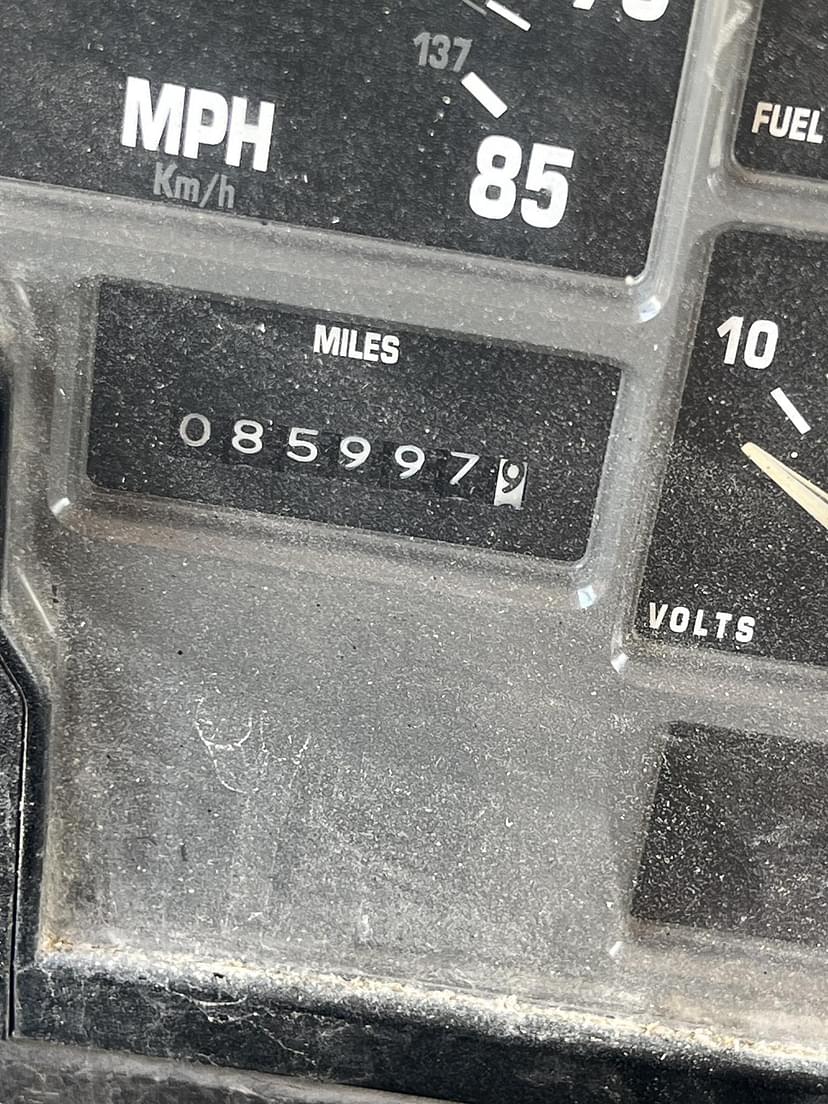 137
MPH
Km/h
85
FUEL
MILES
0859979
10
VOLTS